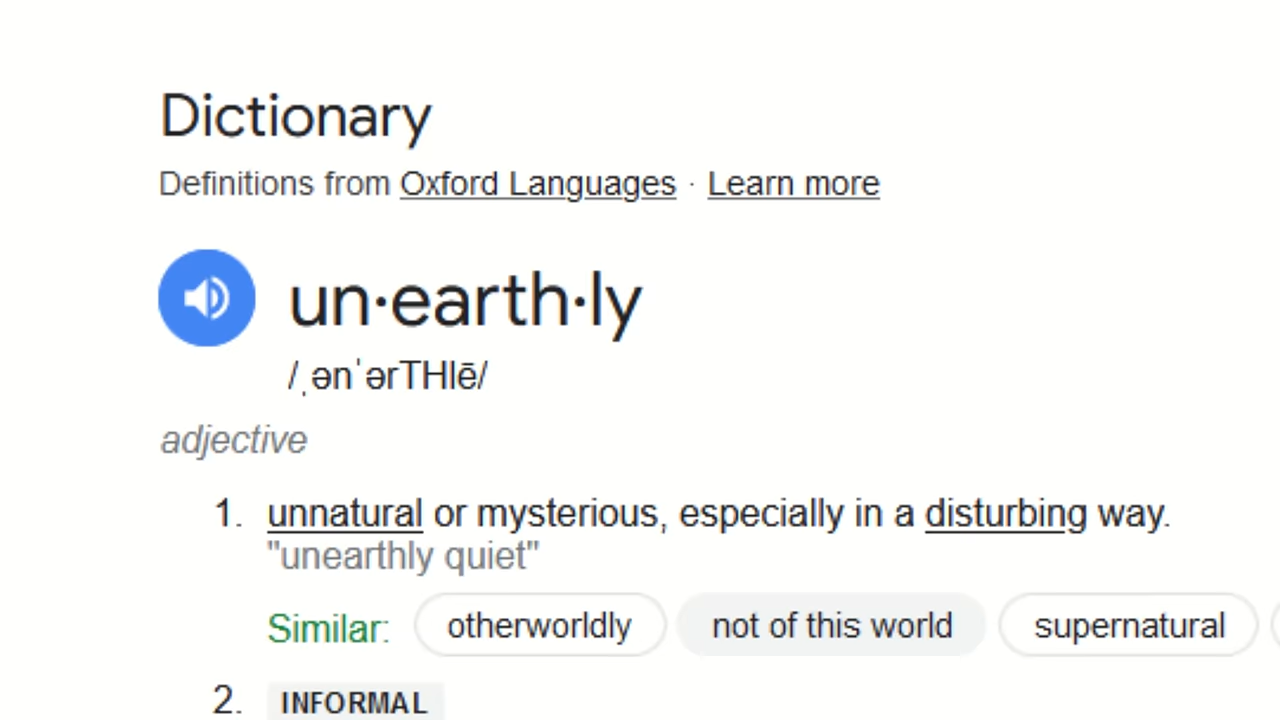 Dictionary
Definitions from Oxford Languages · Learn more
un·earth·ly
/ˌənˈərTHlē/
adjective
1. unnatural or mysterious, especially in a disturbing way.
"unearthly quiet"
Similar: otherworldly not of this world supernatural
2. INFORMAL